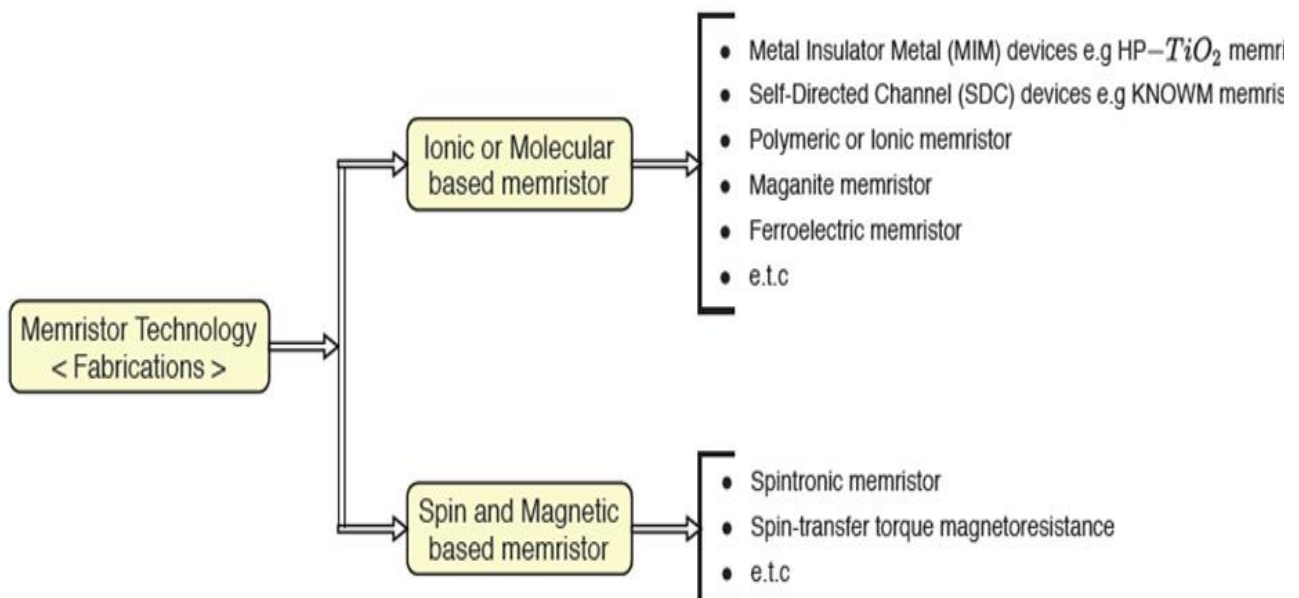 Memristor Technology
< Fabrications >
Ionic or Molecular
based memristor
• Metal Insulator Metal (MIM) devices e.g HP–TiO₂ memri
• Self-Directed Channel (SDC) devices e.g KNOWM memris
• Polymeric or Ionic memristor
• Maganite memristor
• Ferroelectric memristor
• e.t.c
Spin and Magnetic
based memristor
• Spintronic memristor
• Spin-transfer torque magnetoresistance
• e.t.c